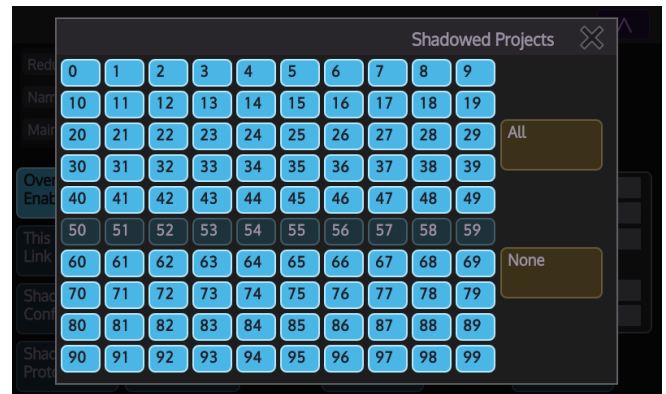 Shadowed Projects
0 1 2 3 4 5 6 7 8 9
10 11 12 13 14 15 16 17 18 19
20 21 22 23 24 25 26 27 28 29 All
30 31 32 33 34 35 36 37 38 39
40 41 42 43 44 45 46 47 48 49
50 51 52 53 54 55 56 57 58 59
60 61 62 63 64 65 66 67 68 69 None
70 71 72 73 74 75 76 77 78 79
80 81 82 83 84 85 86 87 88 89
90 91 92 93 94 95 96 97 98 99
This
Link